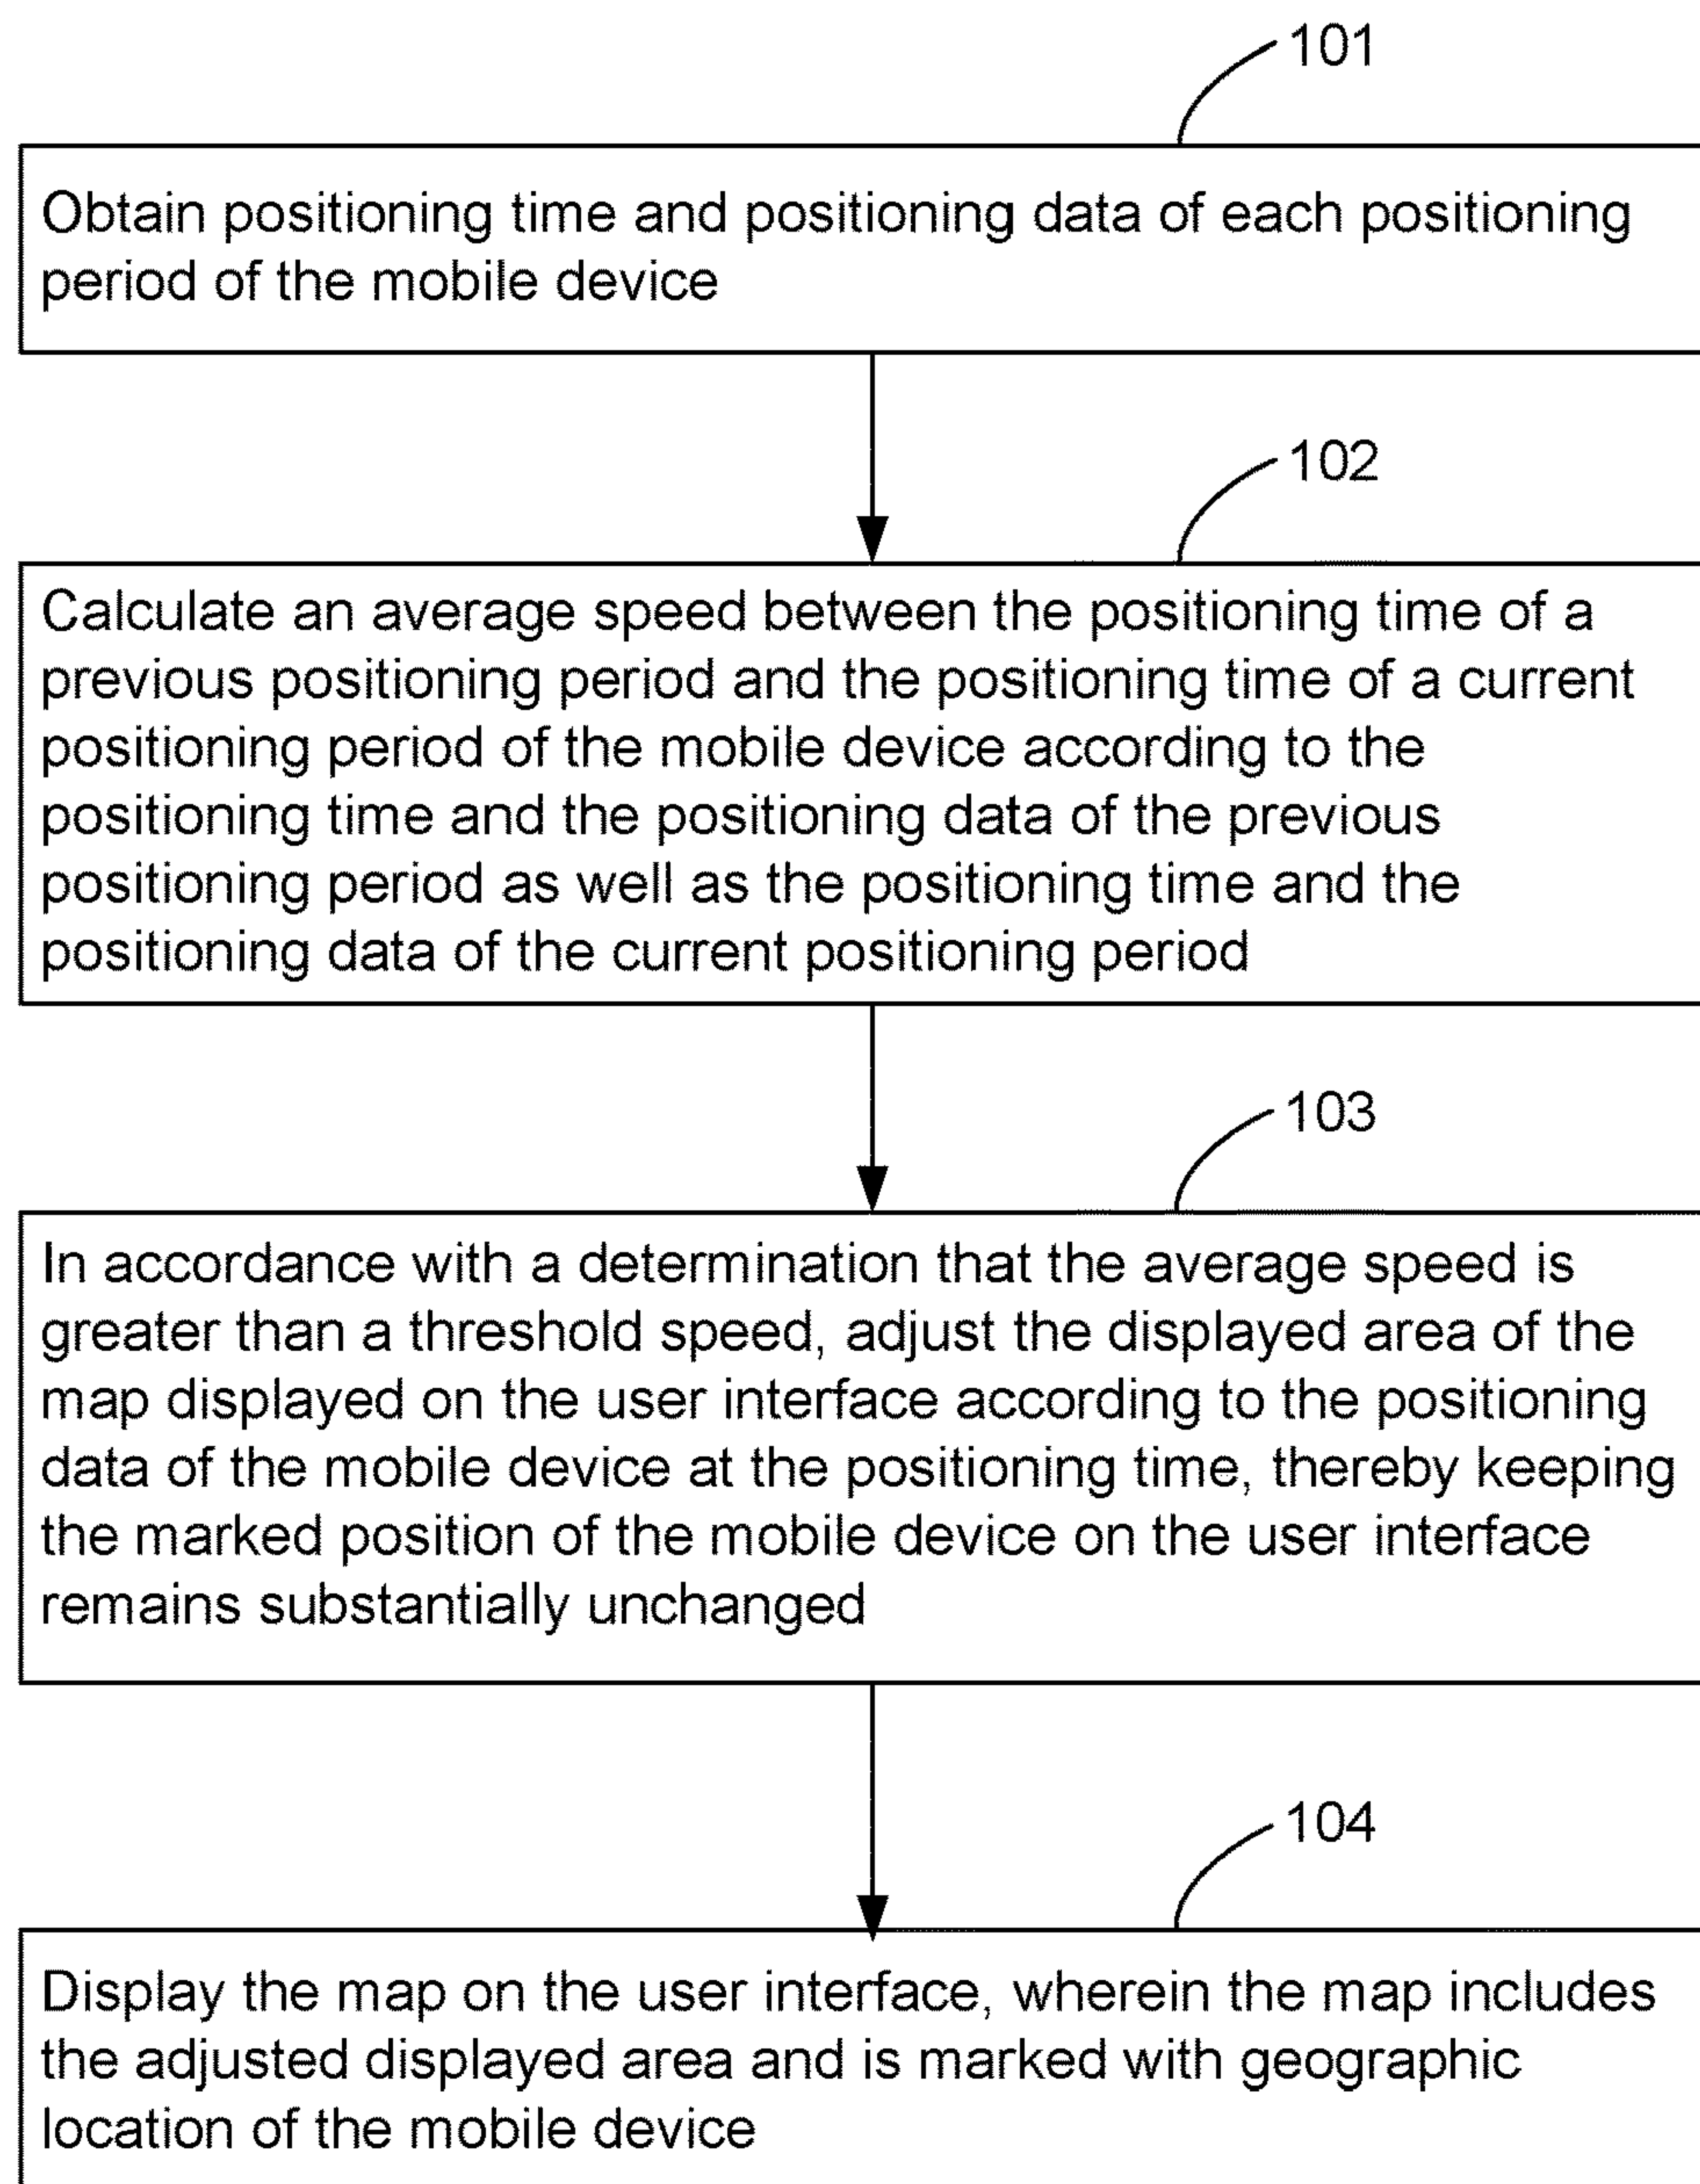 101
Obtain positioning time and positioning data of each positioning
period of the mobile device
102
Calculate an average speed between the positioning time of a
previous positioning period and the positioning time of a current
positioning period of the mobile device according to the
positioning time and the positioning data of the previous
positioning period as well as the positioning time and the
positioning data of the current positioning period
103
In accordance with a determination that the average speed is
greater than a threshold speed, adjust the displayed area of the
map displayed on the user interface according to the positioning
data of the mobile device at the positioning time, thereby keeping
the marked position of the mobile device on the user interface
remains substantially unchanged
104
Display the map on the user interface, wherein the map includes
the adjusted displayed area and is marked with geographic
location of the mobile device